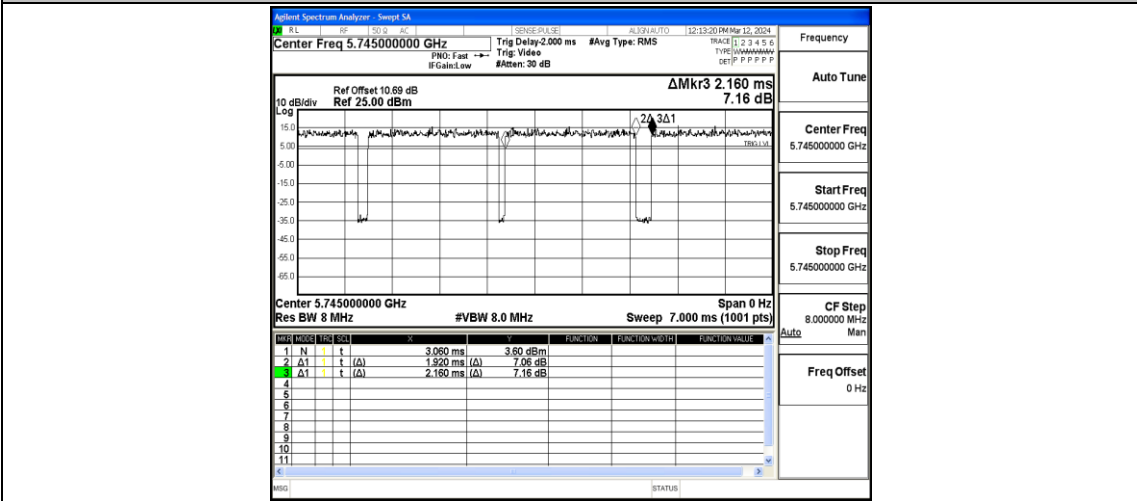 Agilent Spectrum Analyzer - Swept SA
RL RF 50 Ω AC SENSE:PULSE ALIGN AUTO 12:13:20 PM Mar 12, 2024
Center Freq 5.745000000 GHz
PNO: Fast
IFGain:Low
Trig Delay-2.000 ms
Trig: Video
#Atten: 30 dB
#Avg Type: RMS
TRACE 1 2 3 4 5 6
TYPE
DET P P P P P P
Frequency
ΔMkr3 2.160 ms
7.16 dB
Ref Offset 10.69 dB
10 dB/div Ref 25.00 dBm
Log
15.0
5.00
-5.00
-15.0
-25.0
-35.0
-45.0
-55.0
-65.0
2Δ 3Δ1
TRIG LVL
Center 5.745000000 GHz Span 0 Hz
Res BW 8 MHz #VBW 8.0 MHz Sweep 7.000 ms (1001 pts)
MKR MODE TRC SCL X Y FUNCTION FUNCTION WIDTH FUNCTION VALUE
1 N 1 t 3.060 ms 3.60 dBm
2 Δ1 1 t (Δ) 1.920 ms (Δ) 7.06 dB
3 Δ1 1 t (Δ) 2.160 ms (Δ) 7.16 dB
4
5
6
7
8
9
10
11
MSG STATUS
Auto Tune
Center Freq
5.745000000 GHz
Start Freq
5.745000000 GHz
Stop Freq
5.745000000 GHz
CF Step
8.000000 MHz
Auto Man
Freq Offset
0 Hz